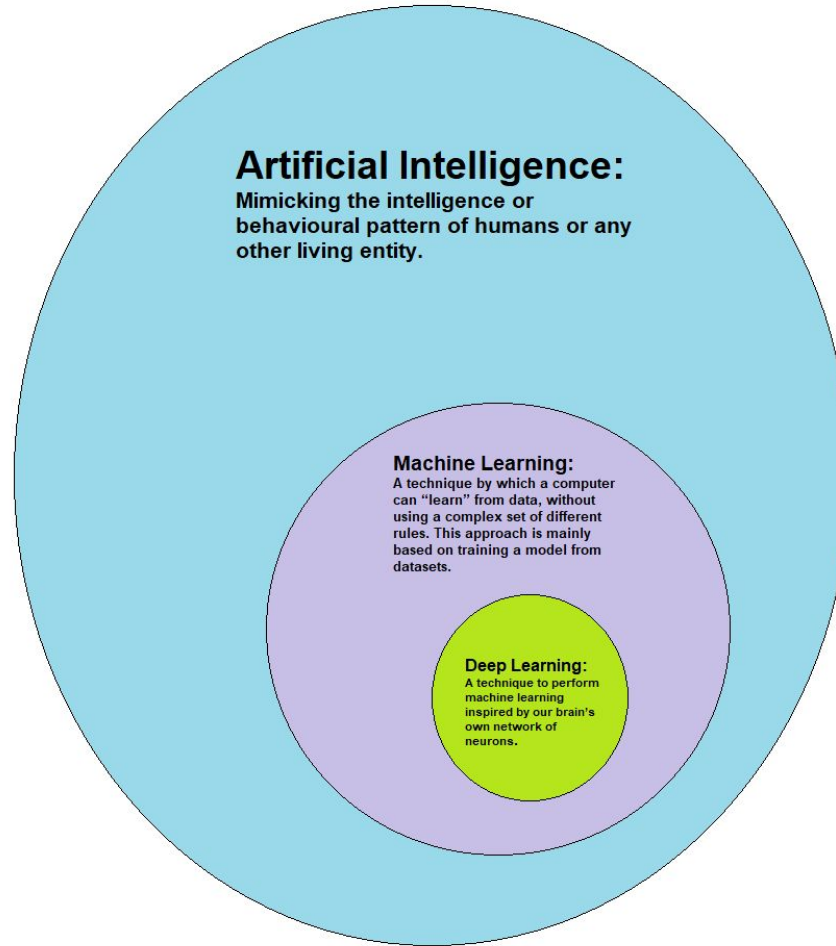 Artificial Intelligence:
Mimicking the intelligence or
behavioural pattern of humans or any
other living entity.
Machine Learning:
A technique by which a computer
can “learn” from data, without
using a complex set of different
rules. This approach is mainly
based on training a model from
datasets.
Deep Learning:
A technique to perform
machine learning
inspired by our brain’s
own network of
neurons.